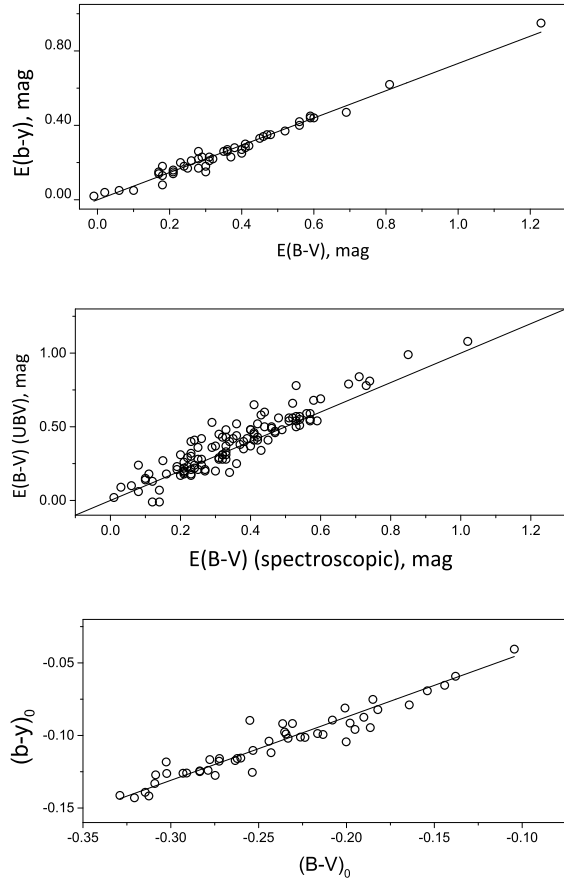 0.80
0.40
0.00
E(b-y), mag
0.0 0.2 0.4 0.6 0.8 1.0 1.2
E(B-V), mag
1.00
0.50
0.00
E(B-V) (UBV), mag
0.0 0.2 0.4 0.6 0.8 1.0 1.2
E(B-V) (spectroscopic), mag
-0.05
-0.10
-0.15
(b-y)0
-0.35 -0.30 -0.25 -0.20 -0.15 -0.10
(B-V)0